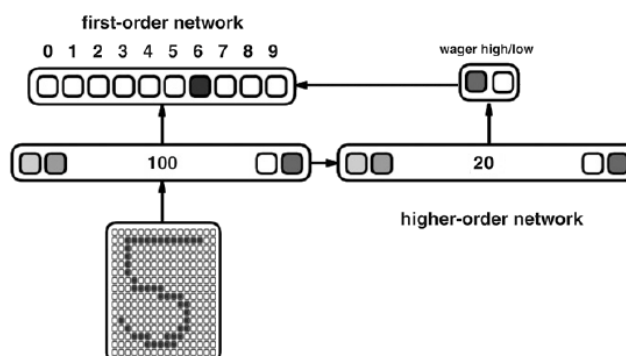 first-order network
0 1 2 3 4 5 6 7 8 9
wager high/low
100
20
higher-order network